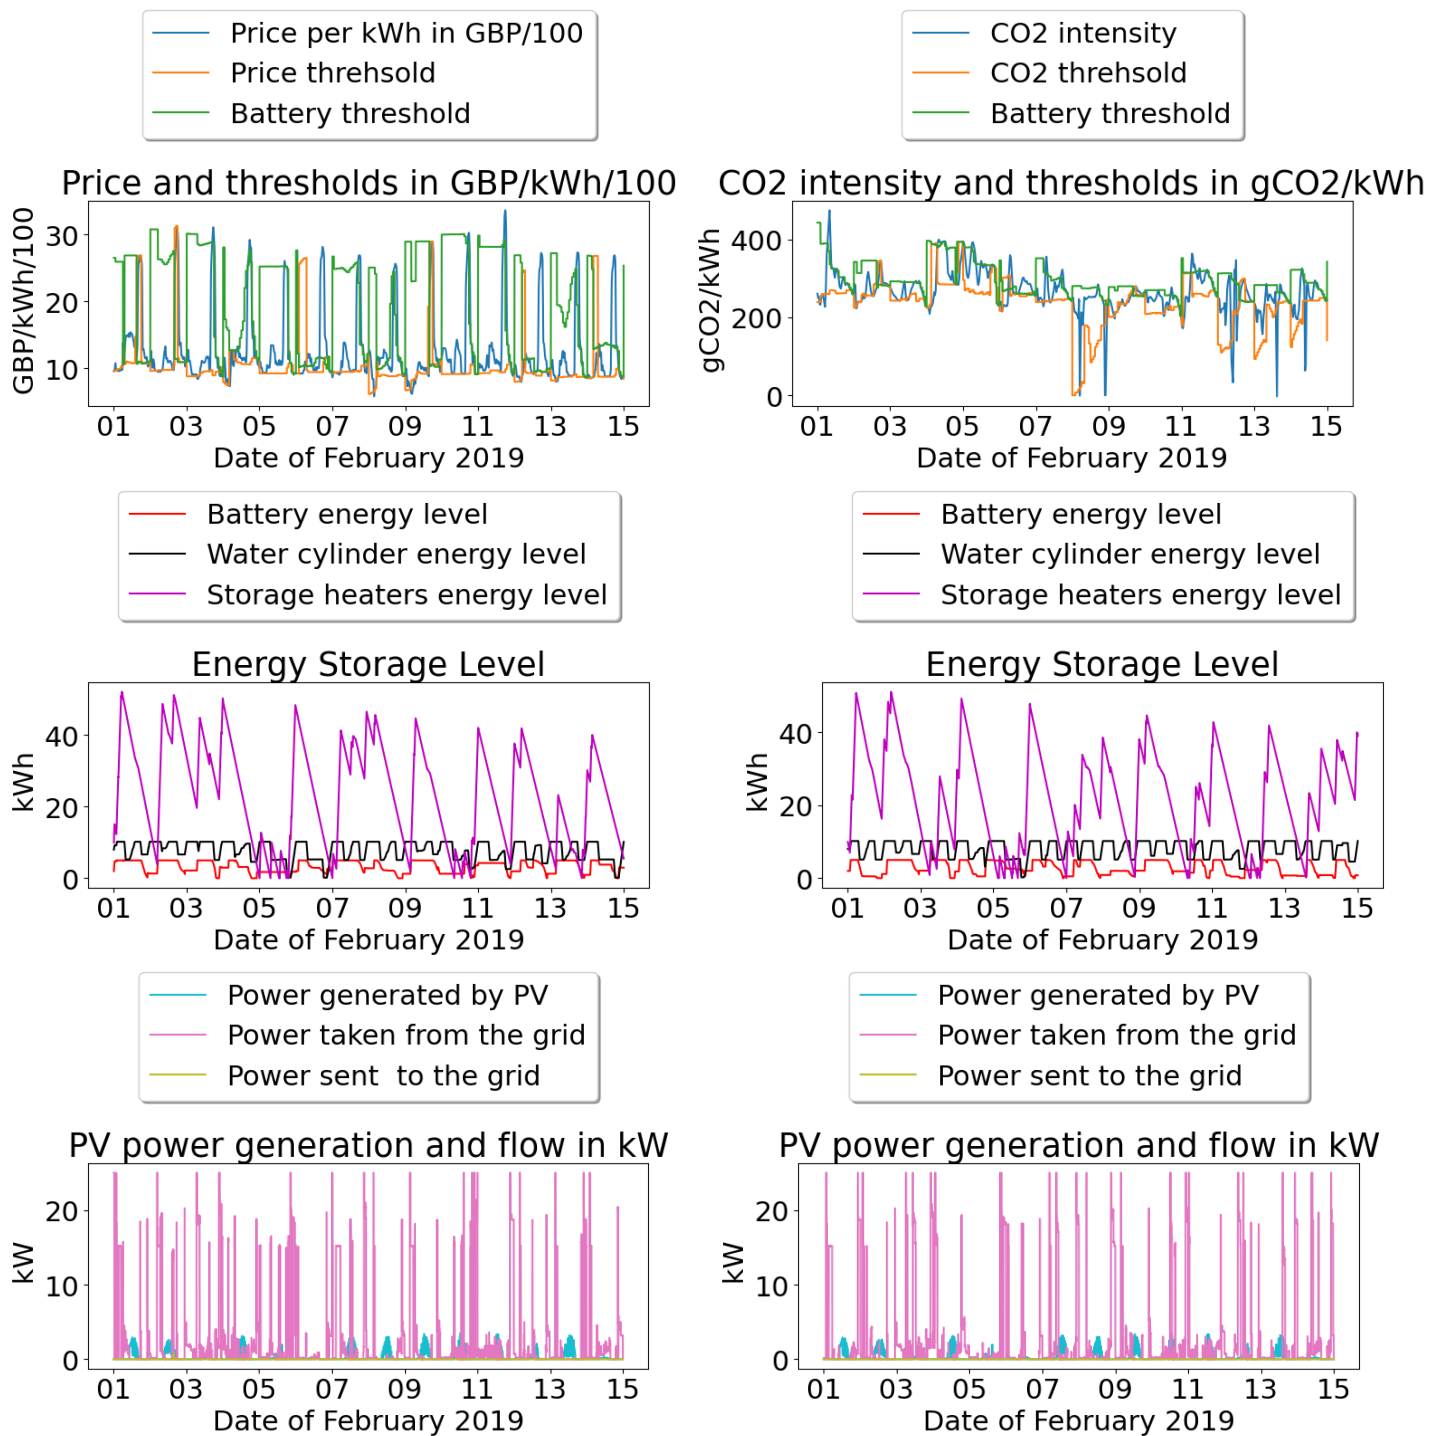 Price per kWh in GBP/100
Price threhsold
Battery threshold
Price and thresholds in GBP/kWh/100
GBP/kWh/100
30
20
10
01 03 05 07 09 11 13 15
Date of February 2019
CO2 intensity
CO2 threhsold
Battery threshold
CO2 intensity and thresholds in gCO2/kWh
gCO2/kWh
400
200
0
01 03 05 07 09 11 13 15
Date of February 2019
Battery energy level
Water cylinder energy level
Storage heaters energy level
Energy Storage Level
kWh
40
20
0
01 03 05 07 09 11 13 15
Date of February 2019
Battery energy level
Water cylinder energy level
Storage heaters energy level
Energy Storage Level
kWh
40
20
0
01 03 05 07 09 11 13 15
Date of February 2019
Power generated by PV
Power taken from the grid
Power sent  to the grid
PV power generation and flow in kW
kW
20
10
0
01 03 05 07 09 11 13 15
Date of February 2019
Power generated by PV
Power taken from the grid
Power sent to the grid
PV power generation and flow in kW
kW
20
10
0
01 03 05 07 09 11 13 15
Date of February 2019